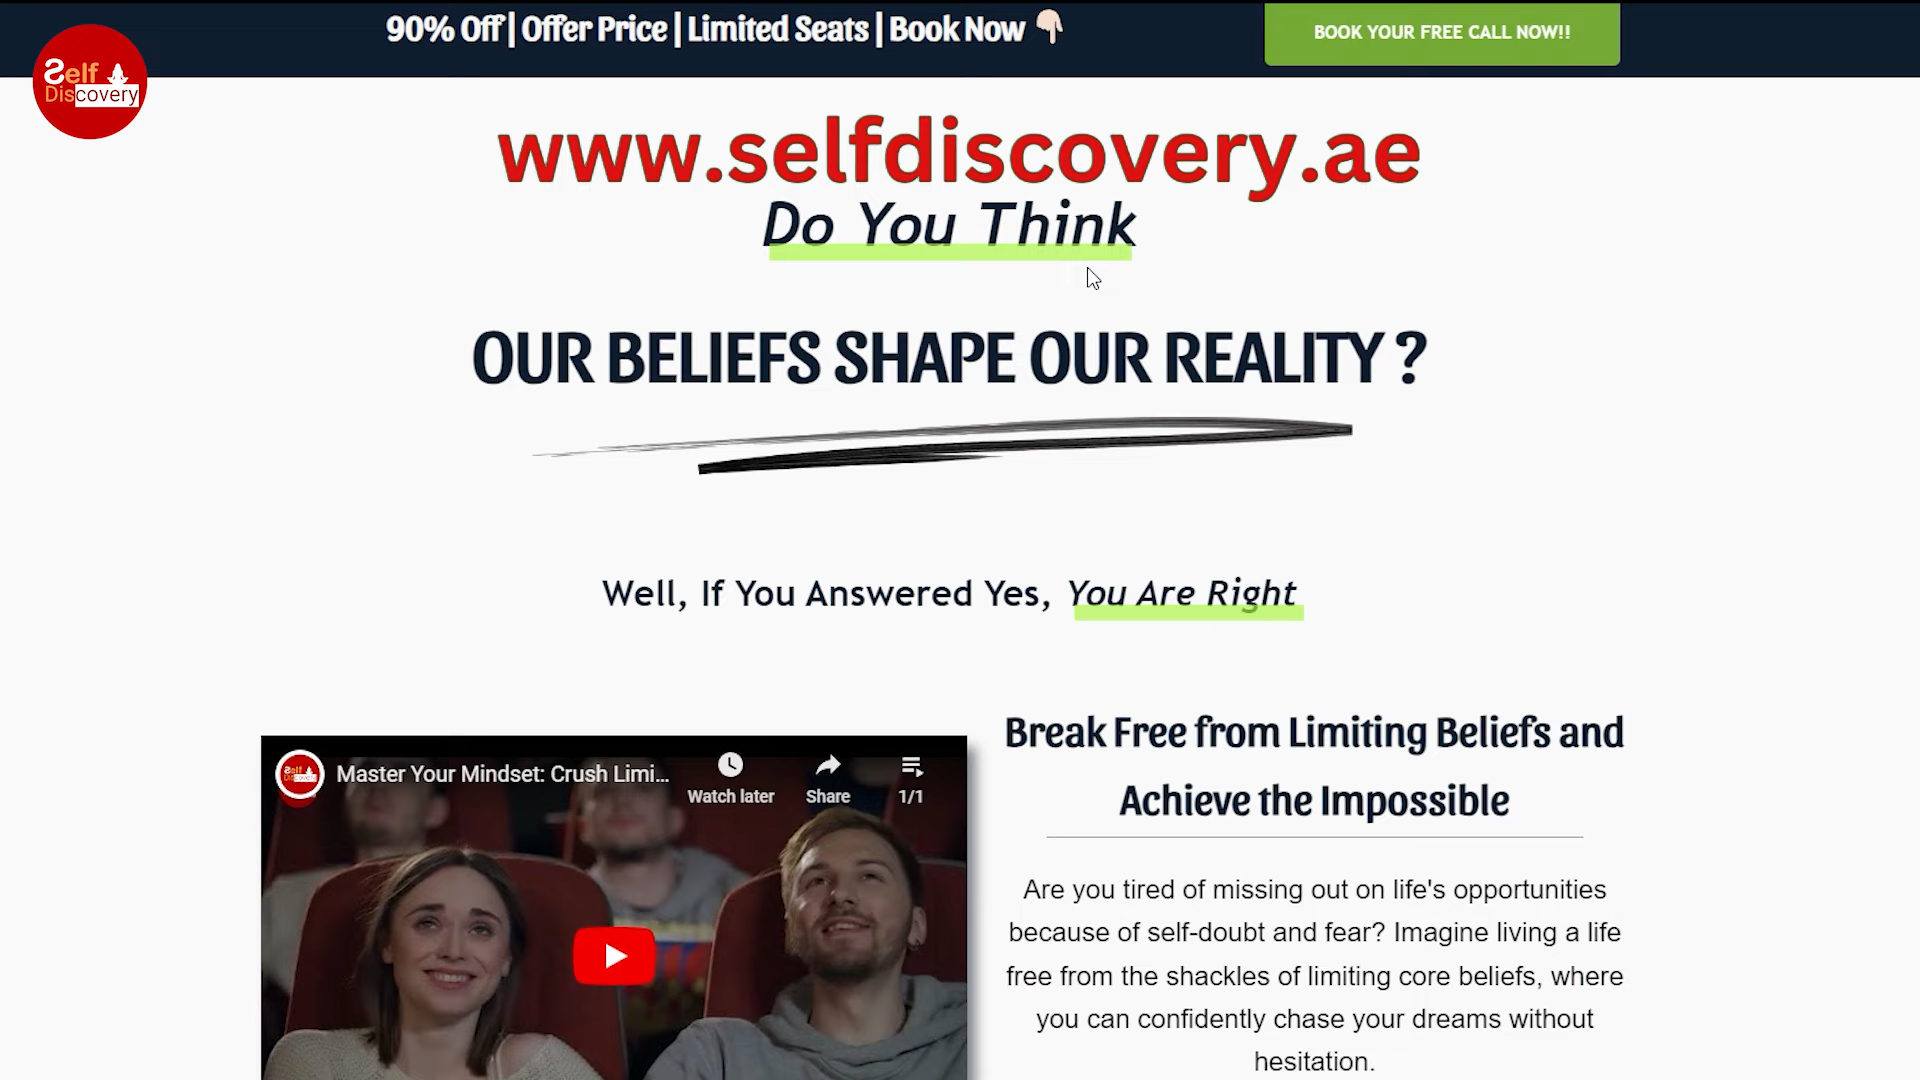 90% Off | Offer Price | Limited Seats | Book Now
BOOK YOUR FREE CALL NOW!!
Self
Discovery
www.selfdiscovery.ae
Do You Think
OUR BELIEFS SHAPE OUR REALITY ?
Well, If You Answered Yes, You Are Right
Self
Discovery
Master Your Mindset: Crush Limi...
Watch later
Share
1/1
Break Free from Limiting Beliefs and
Achieve the Impossible
Are you tired of missing out on life's opportunities
because of self-doubt and fear? Imagine living a life
free from the shackles of limiting core beliefs, where
you can confidently chase your dreams without
hesitation.